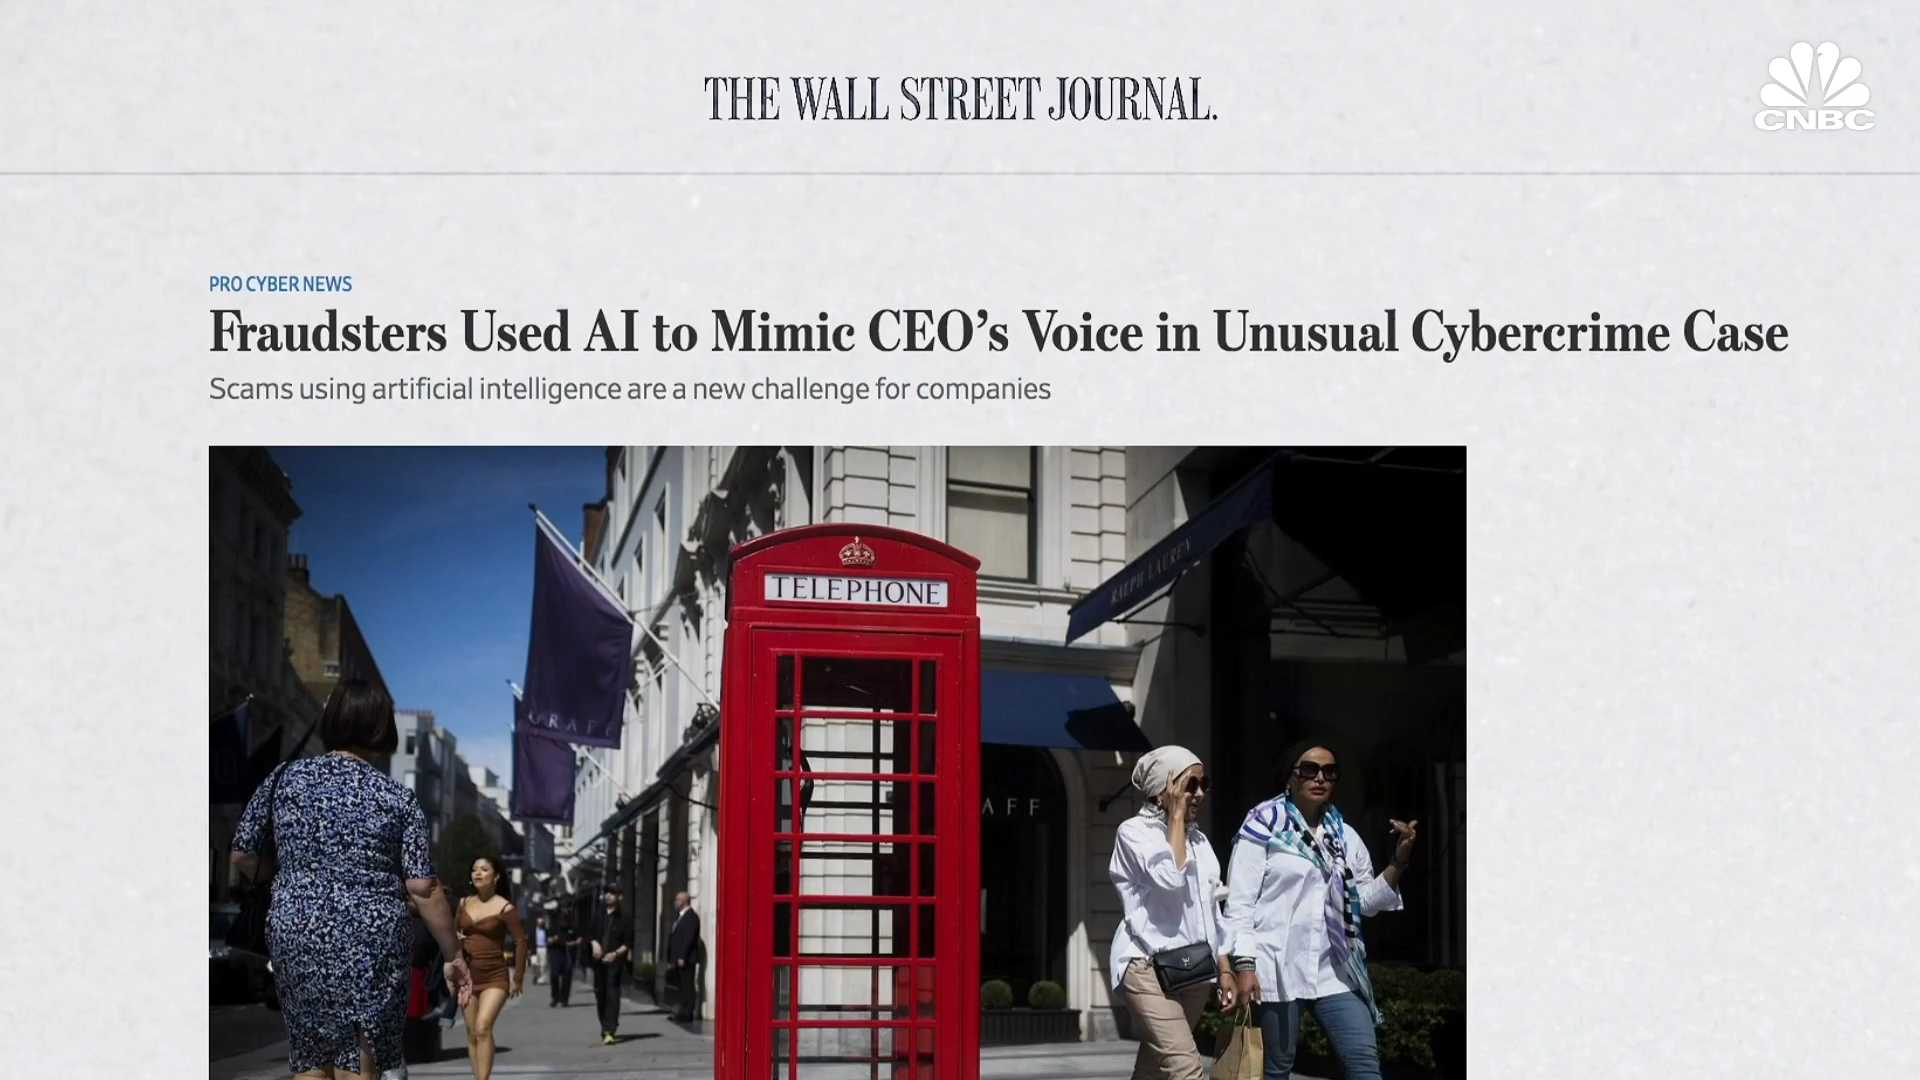 THE WALL STREET JOURNAL.
CNBC
PRO CYBER NEWS
Fraudsters Used AI to Mimic CEO’s Voice in Unusual Cybercrime Case
Scams using artificial intelligence are a new challenge for companies
TELEPHONE
RALPH LAUREN
GRAFF
AFF